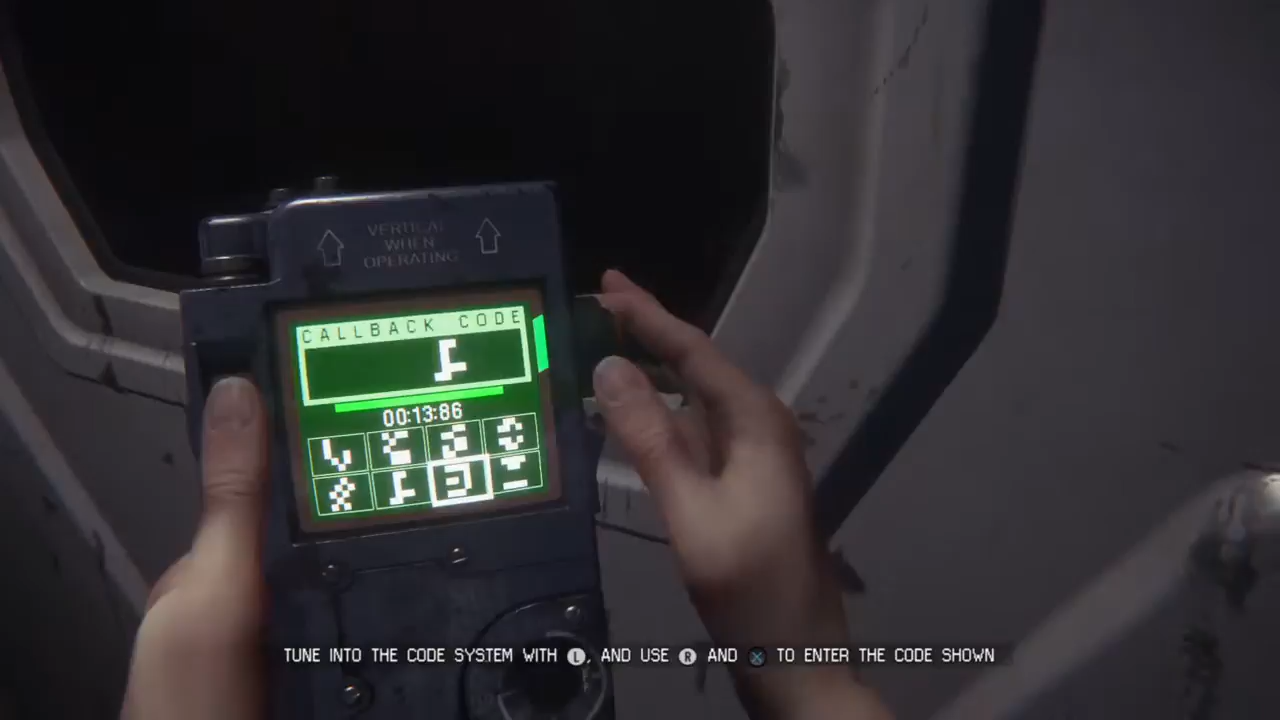 VERTICAL
WHEN
OPERATING
CALLBACK CODE
00:13:86
TUNE INTO THE CODE SYSTEM WITH L, AND USE R AND X TO ENTER THE CODE SHOWN